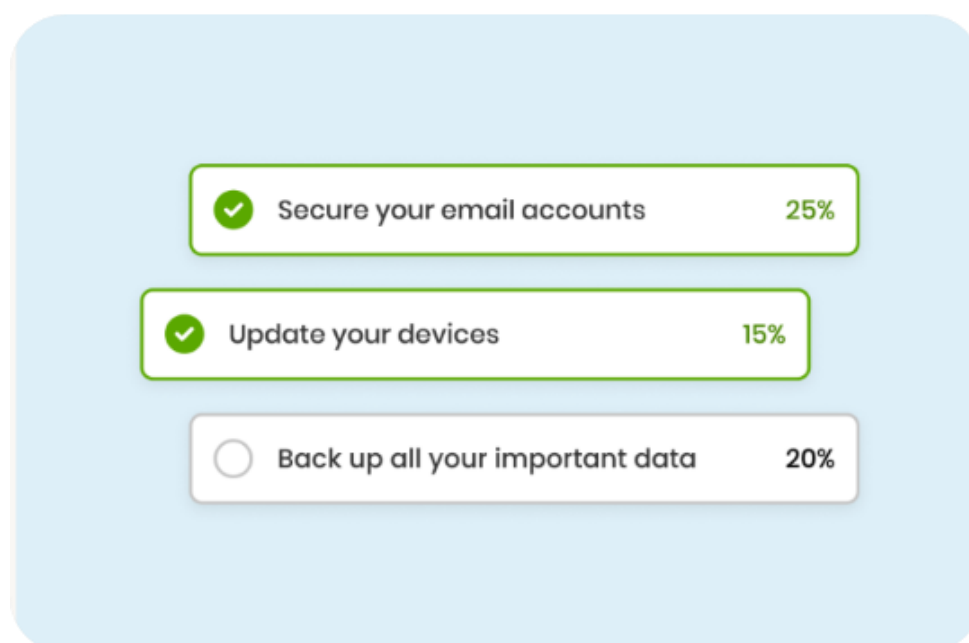 Secure your email accounts 25%
Update your devices 15%
Back up all your important data 20%